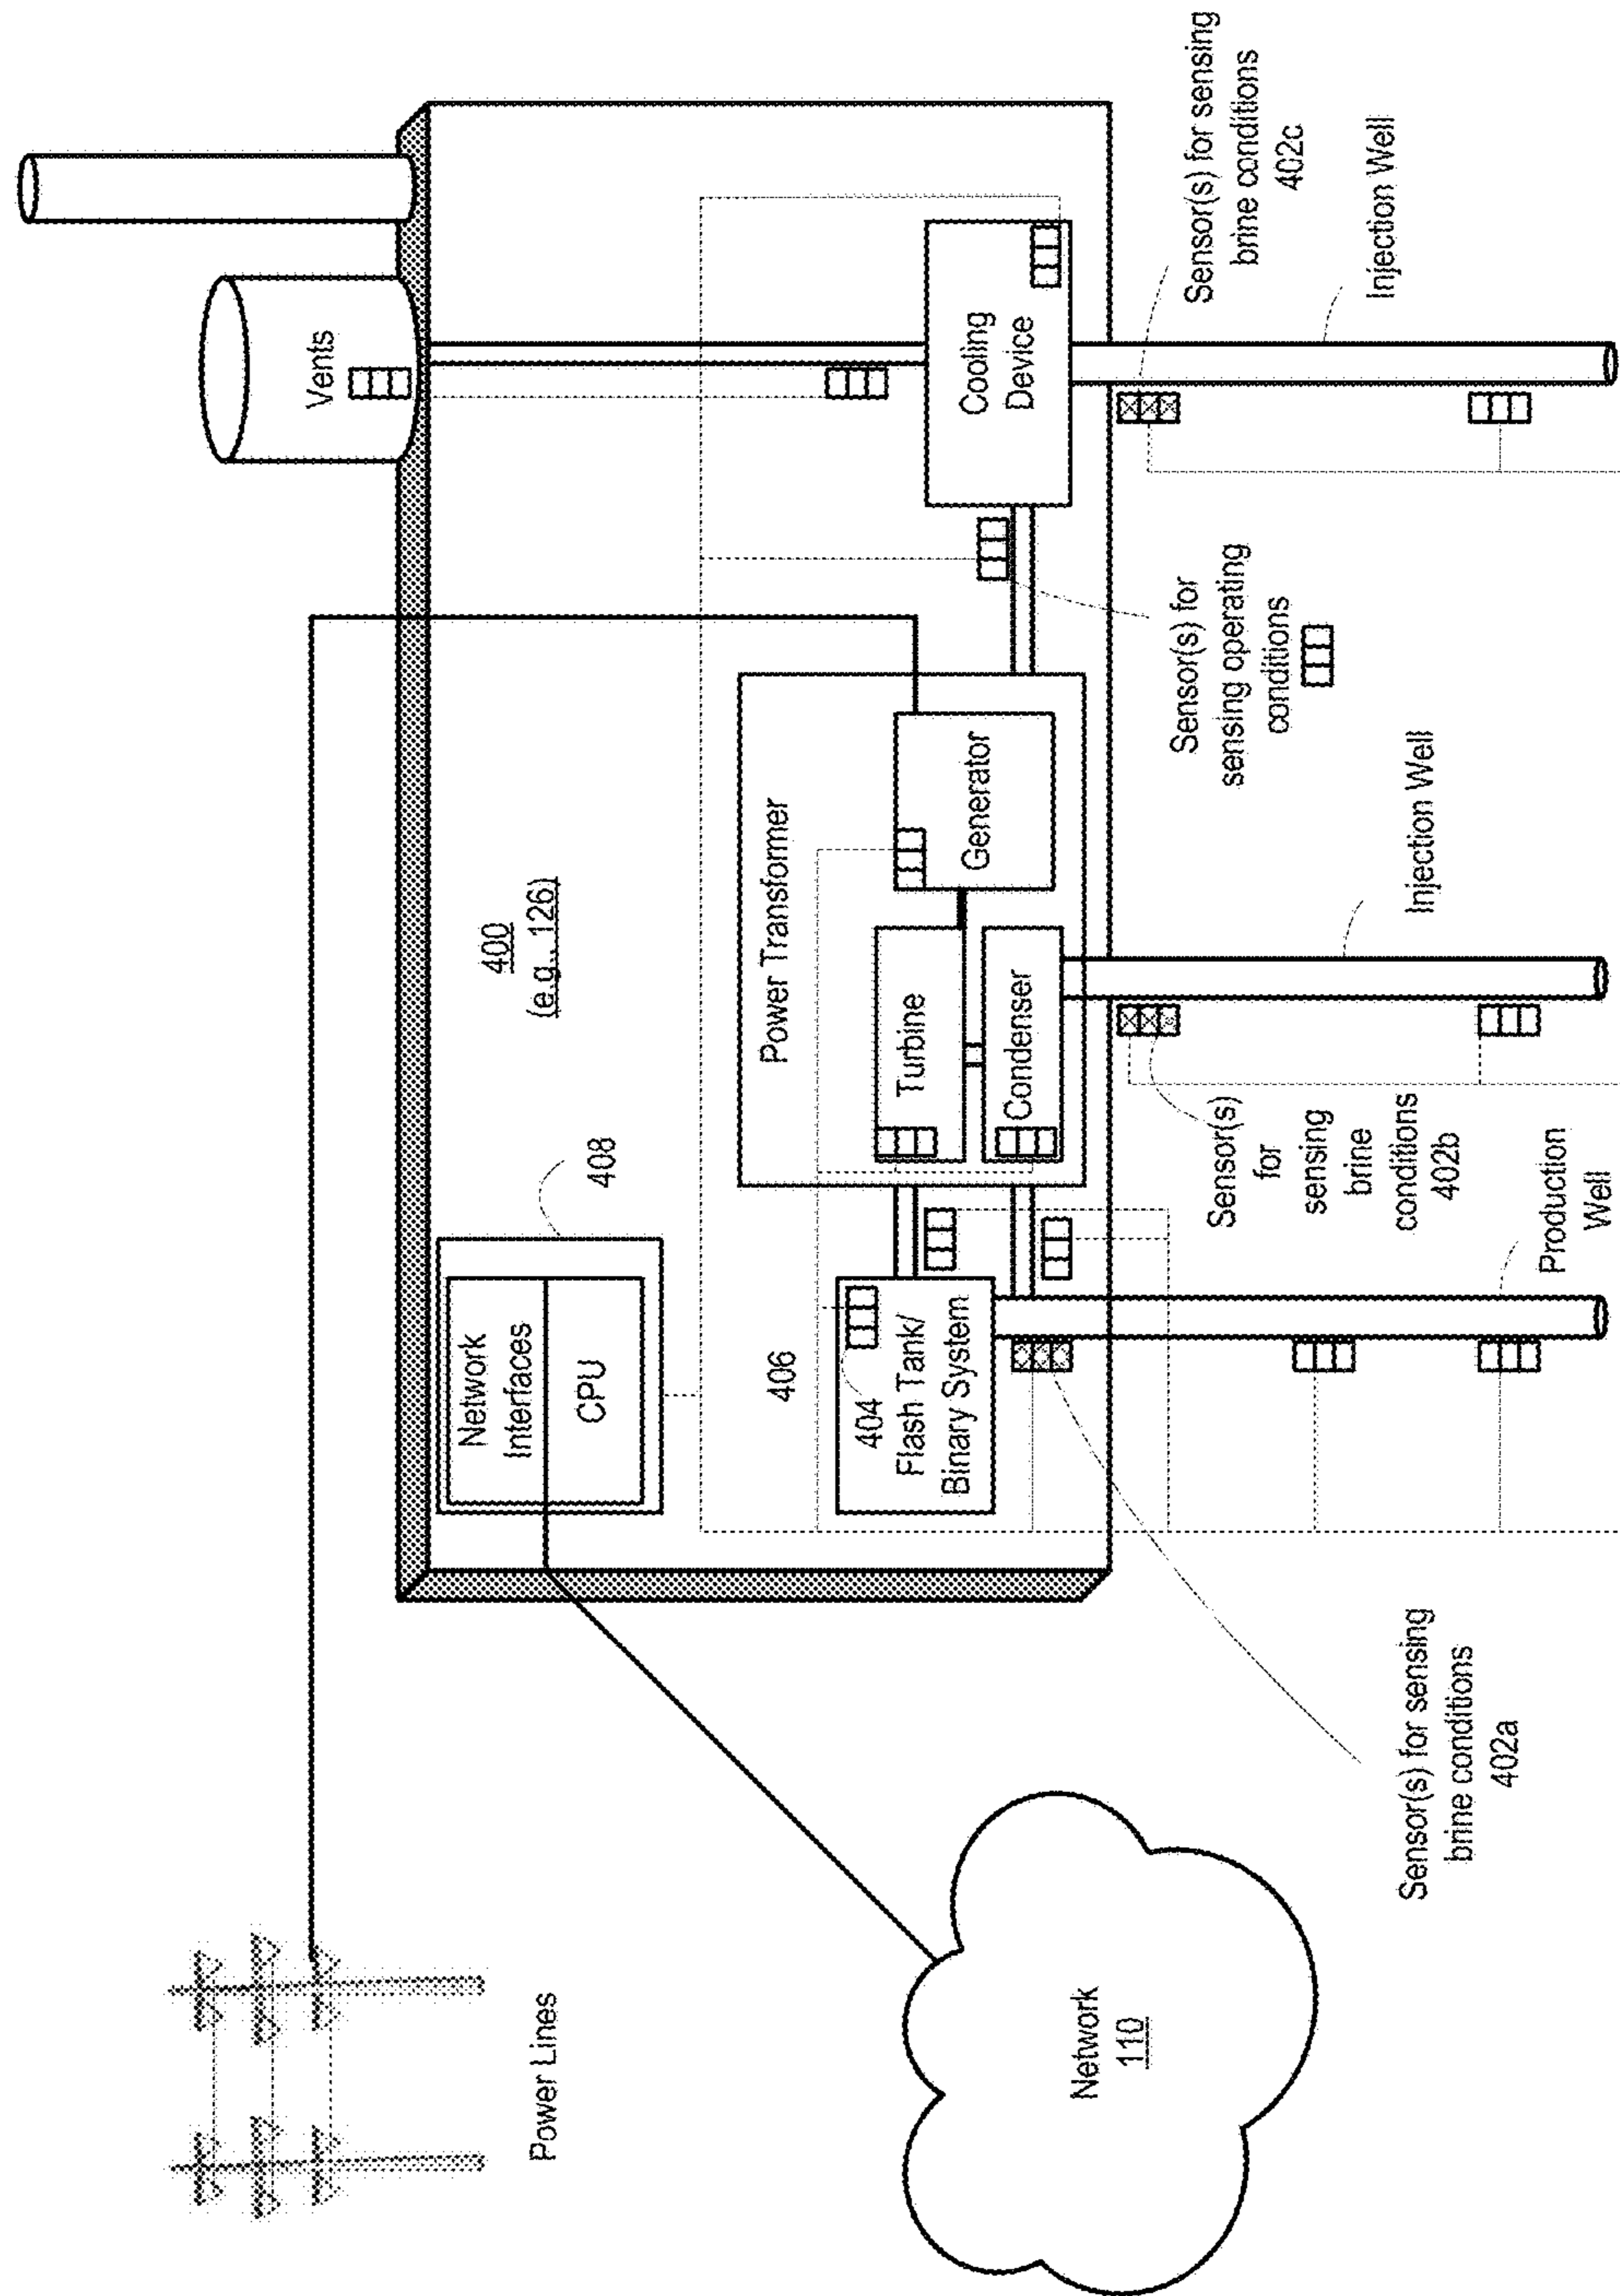 Power Lines
Network
110
Sensor(s) for sensing
brine conditions
402a
Network
Interfaces
CPU
408
400
(e.g., 126)
Vents
406
404
Flash Tank/
Binary System
Power Transformer
Turbine
Condenser
Generator
Cooling
Device
Production
Well
Sensor(s)
for
sensing
brine
conditions
402b
Injection Well
Sensor(s) for
sensing operating
conditions
Sensor(s) for sensing
brine conditions
402c
Injection Well